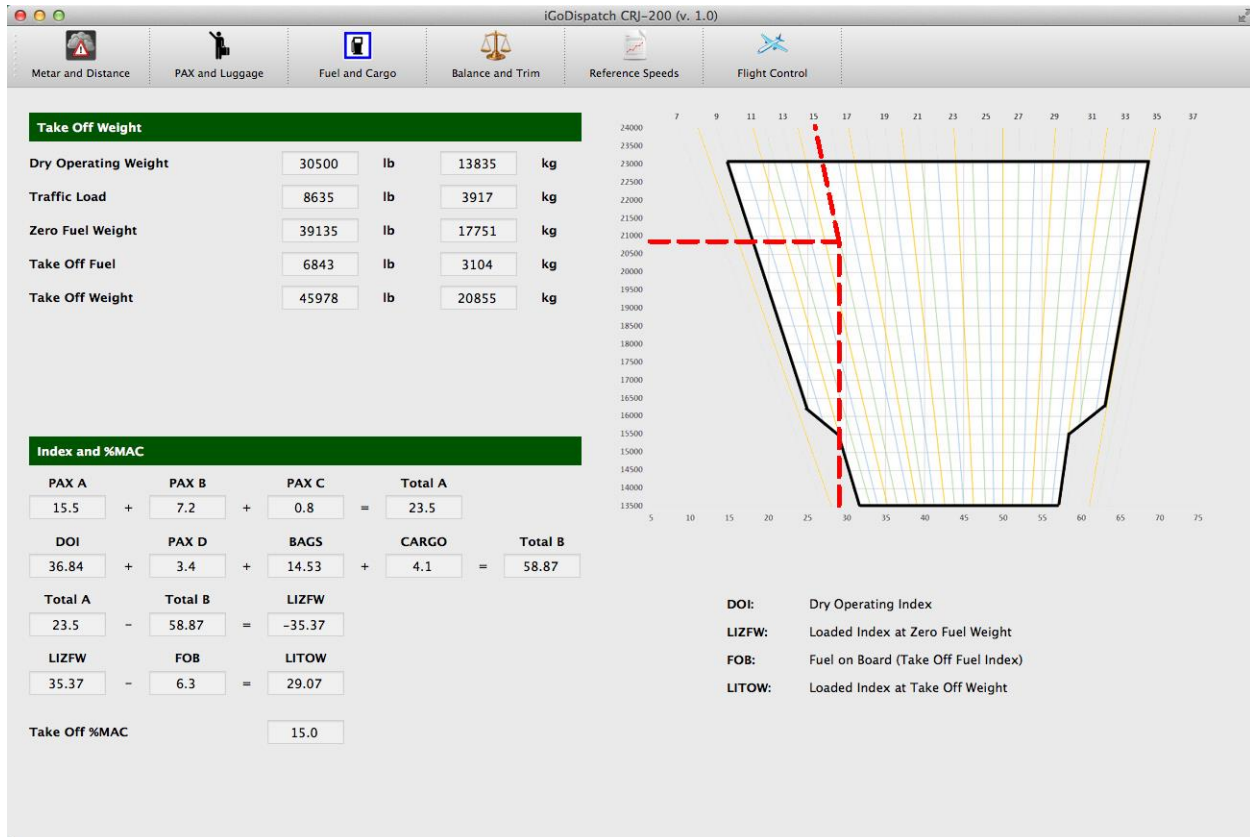 iGoDispatch CRJ-200 (v. 1.0)
Metar and Distance PAX and Luggage Fuel and Cargo Balance and Trim Reference Speeds Flight Control
Take Off Weight
Dry Operating Weight 30500 lb 13835 kg
Traffic Load 8635 lb 3917 kg
Zero Fuel Weight 39135 lb 17751 kg
Take Off Fuel 6843 lb 3104 kg
Take Off Weight 45978 lb 20855 kg
Index and %MAC
PAX A PAX B PAX C Total A
15.5 + 7.2 + 0.8 = 23.5
DOI PAX D BAGS CARGO Total B
36.84 + 3.4 + 14.53 + 4.1 = 58.87
Total A Total B LIZFW
23.5 - 58.87 = -35.37
LIZFW FOB LITOW
35.37 - 6.3 = 29.07
Take Off %MAC 15.0
7 9 11 13 15 17 19 21 23 25 27 29 31 33 35 37
24000
23500
23000
22500
22000
21500
21000
20500
20000
19500
19000
18500
18000
17500
17000
16500
16000
15500
15000
14500
14000
13500
5 10 15 20 25 30 35 40 45 50 55 60 65 70 75
DOI: Dry Operating Index
LIZFW: Loaded Index at Zero Fuel Weight
FOB: Fuel on Board (Take Off Fuel Index)
LITOW: Loaded Index at Take Off Weight